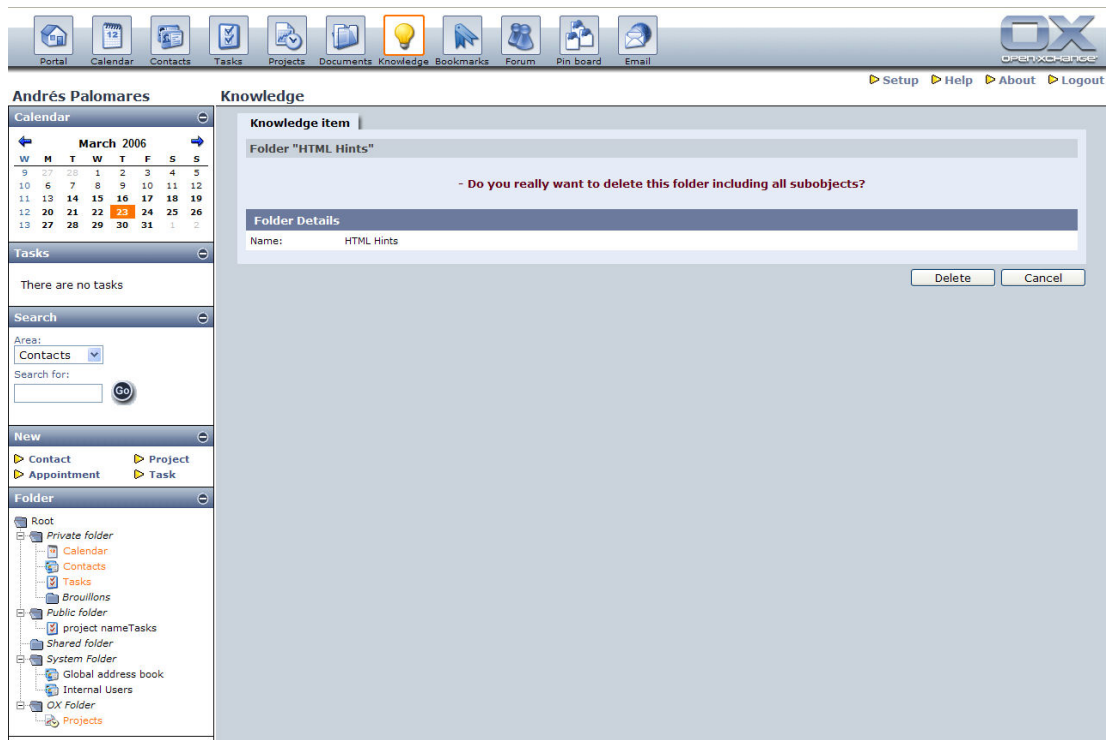 Portal Calendar Contacts Tasks Projects Documents Knowledge Bookmarks Forum Pin board Email
OX
OPEN-XCHANGE
Setup Help About Logout
Andrés Palomares
Knowledge
Calendar
March 2006
W M T W T F S S
9 27 28 1 2 3 4 5
10 6 7 8 9 10 11 12
11 13 14 15 16 17 18 19
12 20 21 22 23 24 25 26
13 27 28 29 30 31 1 2
Tasks
There are no tasks
Search
Area:
Contacts
Search for:
Go
New
Contact Project
Appointment Task
Folder
Root
Private folder
Calendar
Contacts
Tasks
Brouillons
Public folder
project nameTasks
Shared folder
System Folder
Global address book
Internal Users
OX Folder
Projects
Knowledge item
Folder "HTML Hints"
- Do you really want to delete this folder including all subobjects?
Folder Details
Name: HTML Hints
Delete Cancel